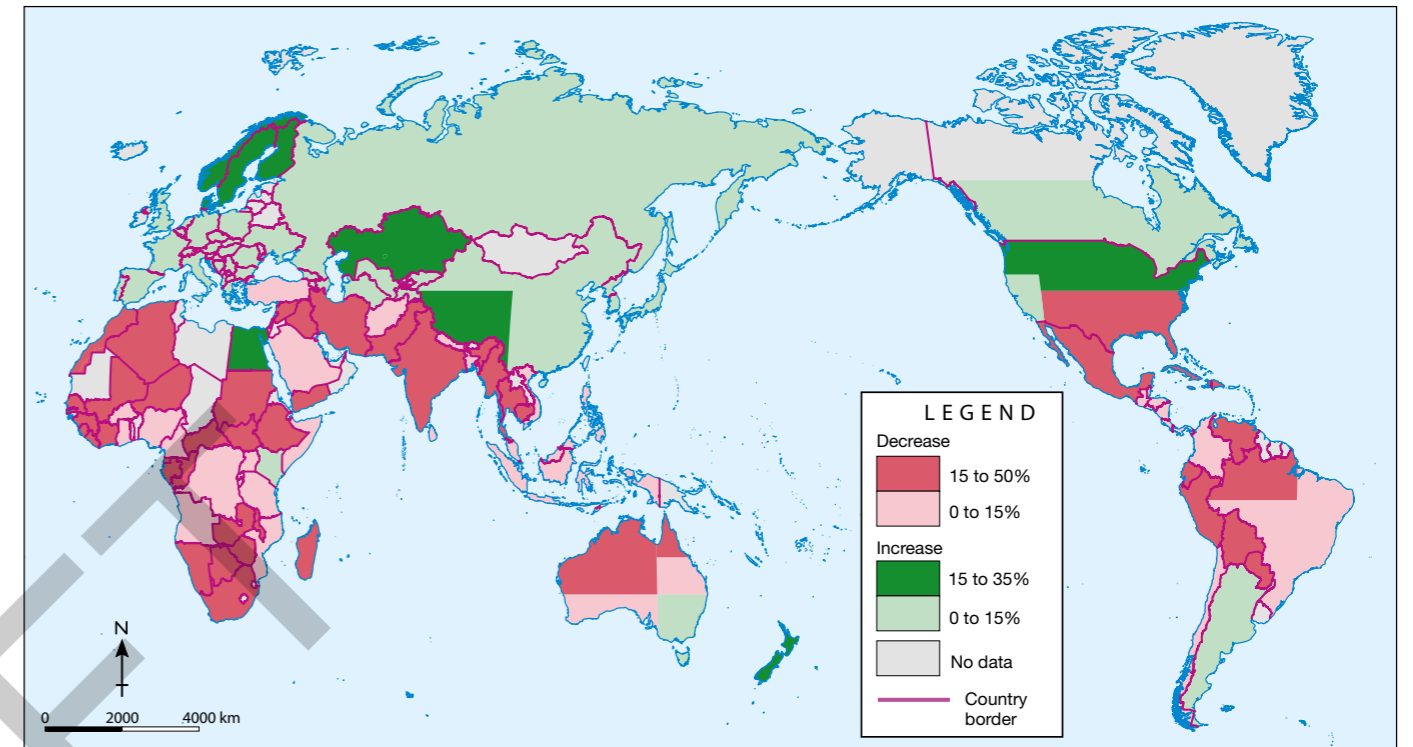 LEGEND
Decrease
15 to 50%
0 to 15%
Increase
15 to 35%
0 to 15%
No data
Country
border
N
0 2000 4000 km